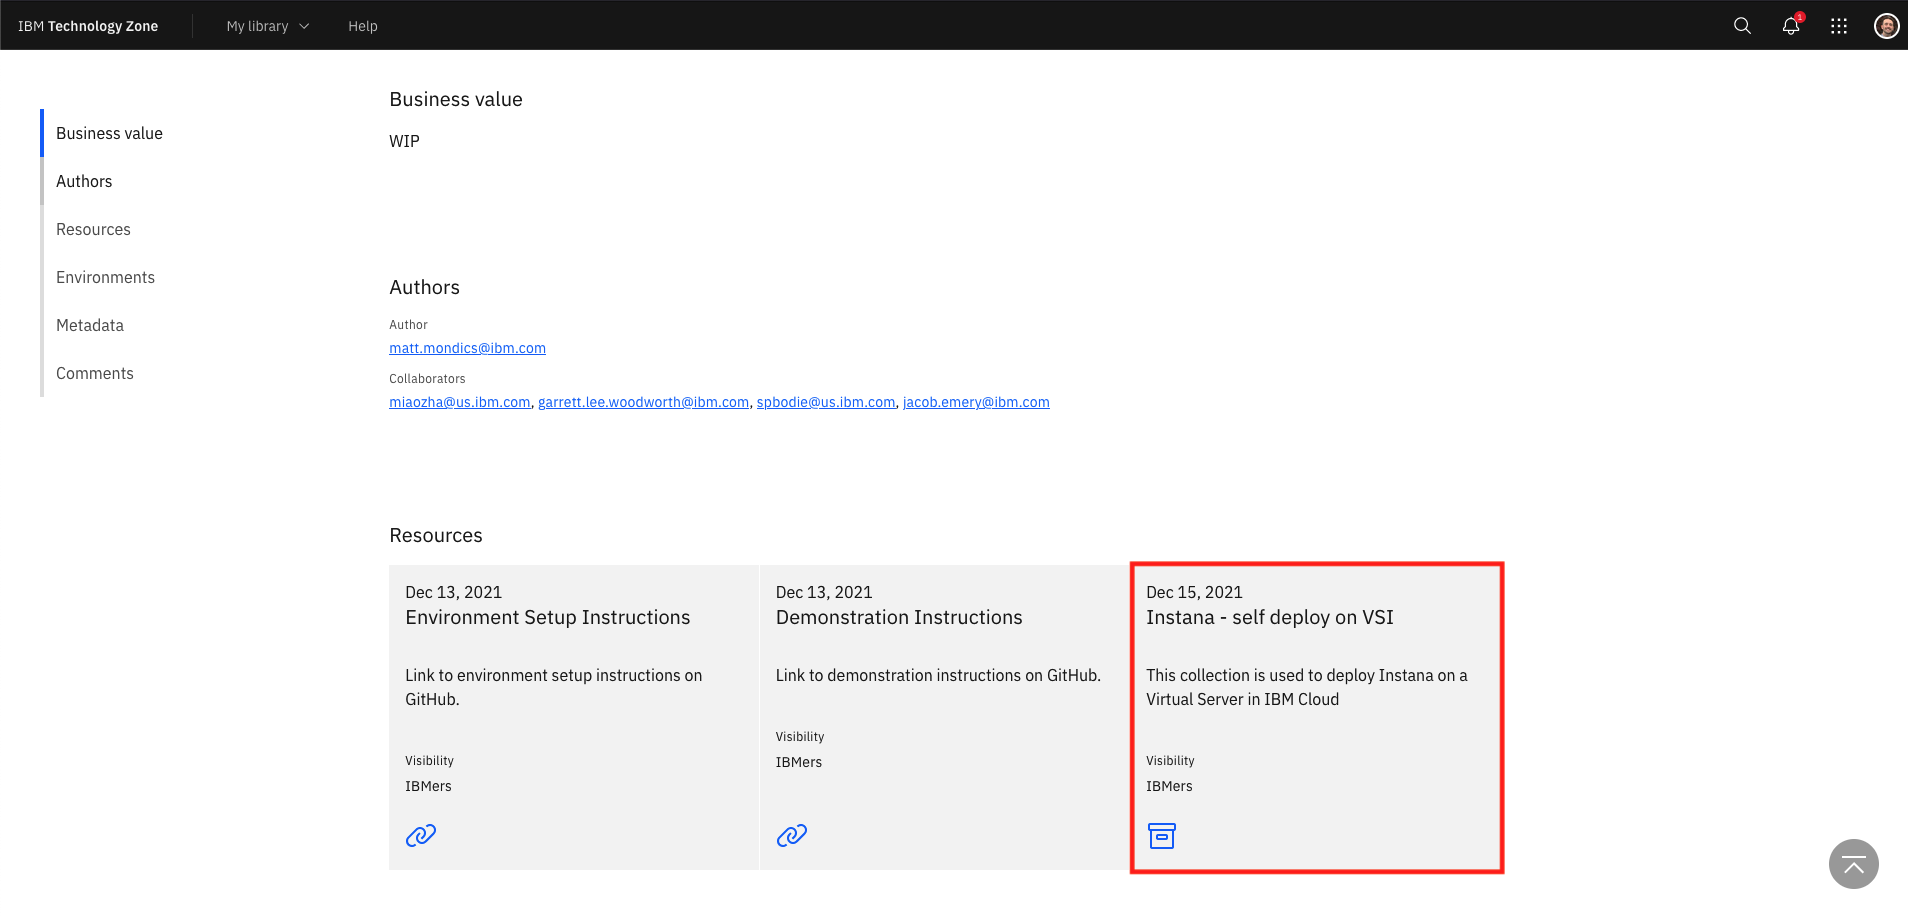 IBM Technology Zone
My library
Help
1
Business value
Authors
Resources
Environments
Metadata
Comments
Business value
WIP
Authors
Author
matt.mondics@ibm.com
Collaborators
miaozha@us.ibm.com, garrett.lee.woodworth@ibm.com, spbodie@us.ibm.com, jacob.emery@ibm.com
Resources
Dec 13, 2021
Environment Setup Instructions
Link to environment setup instructions on
GitHub.
Visibility
IBMers
Dec 13, 2021
Demonstration Instructions
Link to demonstration instructions on GitHub.
Visibility
IBMers
Dec 15, 2021
Instana - self deploy on VSI
This collection is used to deploy Instana on a
Virtual Server in IBM Cloud
Visibility
IBMers